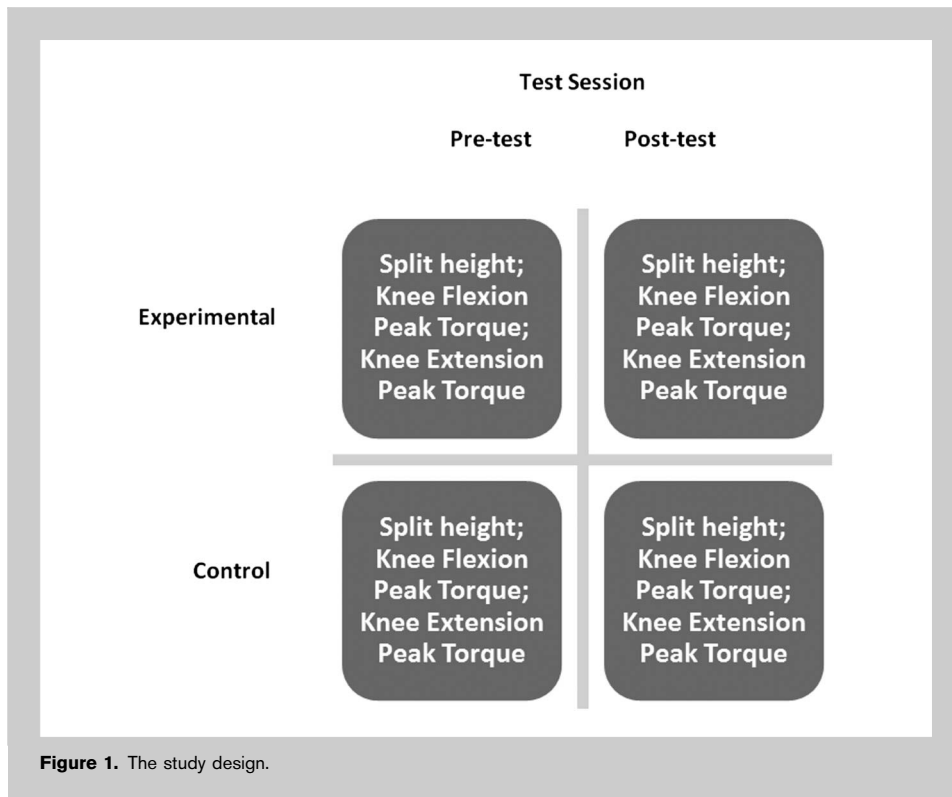 Test Session
Pre-test Post-test
Experimental
Split height;
Knee Flexion
Peak Torque;
Knee Extension
Peak Torque
Split height;
Knee Flexion
Peak Torque;
Knee Extension
Peak Torque
Control
Split height;
Knee Flexion
Peak Torque;
Knee Extension
Peak Torque
Split height;
Knee Flexion
Peak Torque;
Knee Extension
Peak Torque
Figure 1. The study design.